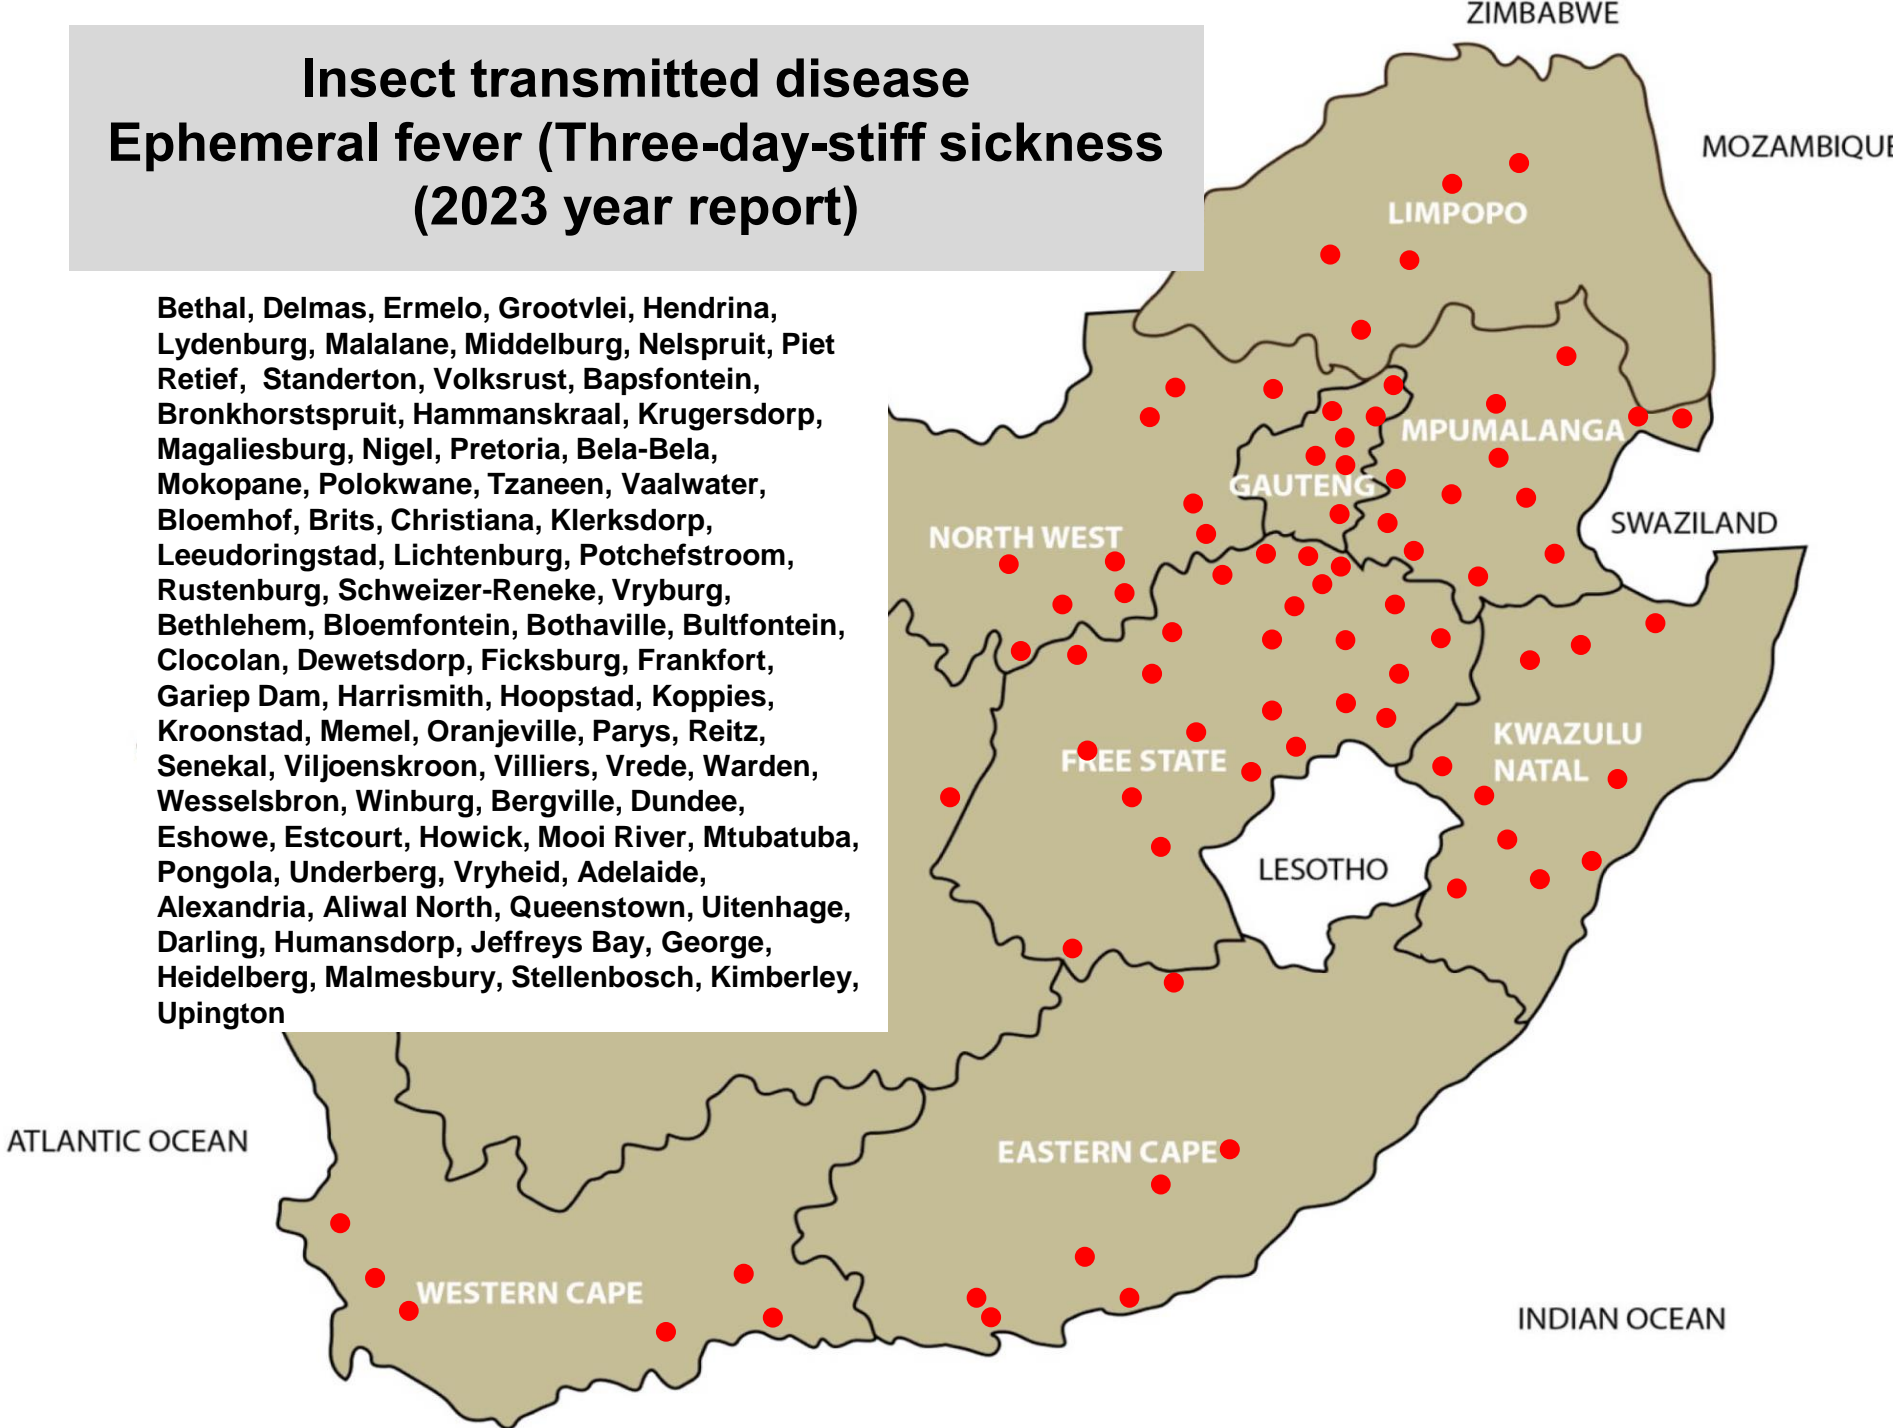 ZIMBABWE
Insect transmitted disease
Ephemeral fever (Three-day-stiff sickness
(2023 year report)
MOZAMBIQUE
LIMPOPO
Bethal, Delmas, Ermelo, Grootvlei, Hendrina,
Lydenburg, Malalane, Middelburg, Nelspruit, Piet
Retief, Standerton, Volksrust, Bapsfontein,
Bronkhorstspruit, Hammanskraal, Krugersdorp,
Magaliesburg, Nigel, Pretoria, Bela-Bela,
Mokopane, Polokwane, Tzaneen, Vaalwater,
Bloemhof, Brits, Christiana, Klerksdorp,
Leeudoringstad, Lichtenburg, Potchefstroom,
Rustenburg, Schweizer-Reneke, Vryburg,
Bethlehem, Bloemfontein, Bothaville, Bultfontein,
Clocolan, Dewetsdorp, Ficksburg, Frankfort,
Gariep Dam, Harrismith, Hoopstad, Koppies,
Kroonstad, Memel, Oranjeville, Parys, Reitz,
Senekal, Viljoenskroon, Villiers, Vrede, Warden,
Wesselsbron, Winburg, Bergville, Dundee,
Eshowe, Estcourt, Howick, Mooi River, Mtubatuba,
Pongola, Underberg, Vryheid, Adelaide,
Alexandria, Aliwal North, Queenstown, Uitenhage,
Darling, Humansdorp, Jeffreys Bay, George,
Heidelberg, Malmesbury, Stellenbosch, Kimberley,
Upington
MPUMALANGA
GAUTENG
NORTH WEST
SWAZILAND
KWAZULU
NATAL
FREE STATE
LESOTHO
ATLANTIC OCEAN
EASTERN CAPE
WESTERN CAPE
INDIAN OCEAN